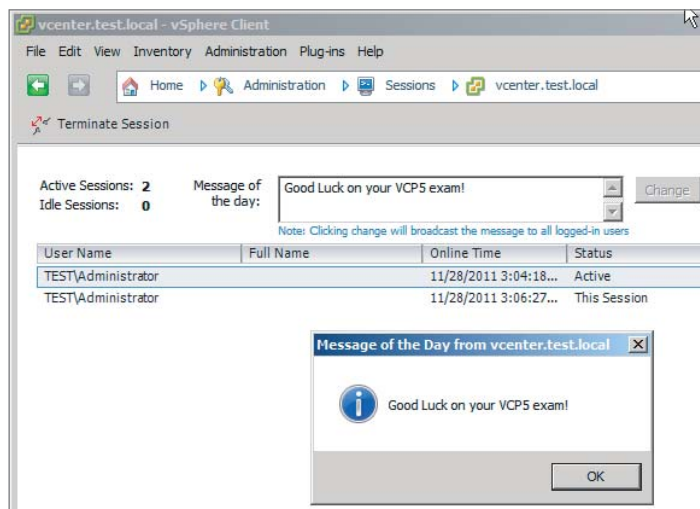 vcenter.test.local - vSphere Client
File Edit View Inventory Administration Plug-ins Help
Home Administration Sessions vcenter.test.local
Terminate Session
Active Sessions: 2 Message of the day: Good Luck on your VCP5 exam! Change
Idle Sessions: 0
Note: Clicking change will broadcast the message to all logged-in users
User Name Full Name Online Time Status
TEST\Administrator 11/28/2011 3:04:18... Active
TEST\Administrator 11/28/2011 3:06:27... This Session
Message of the Day from vcenter.test.local
Good Luck on your VCP5 exam!
OK